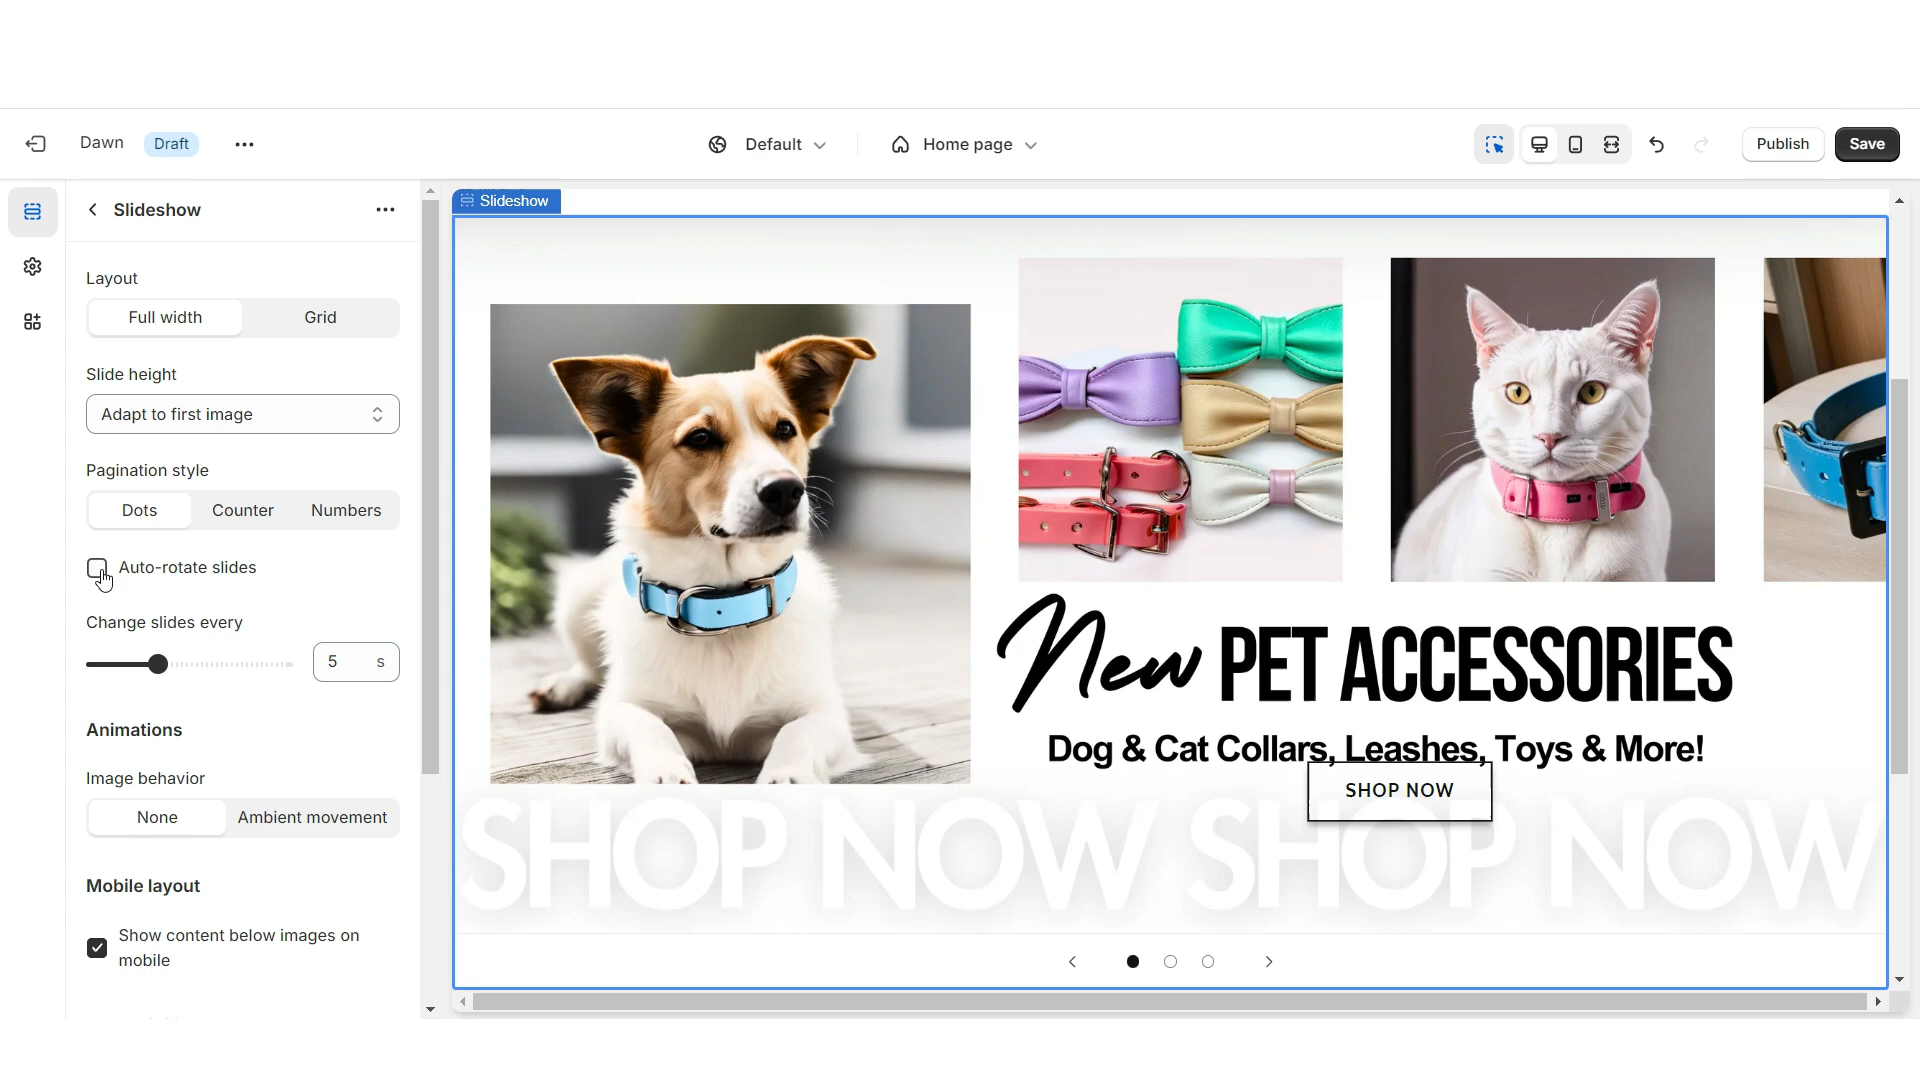 Dawn
Draft
Default
Home page
Publish
Save
Slideshow
Layout
Full width
Grid
Slide height
Adapt to first image
Pagination style
Dots
Counter
Numbers
Auto-rotate slides
Change slides every
5 s
Animations
Image behavior
None
Ambient movement
Mobile layout
Show content below images on
mobile
Slideshow
New PET ACCESSORIES
Dog & Cat Collars, Leashes, Toys & More!
SHOP NOW
SHOP NOW SHOP NOW